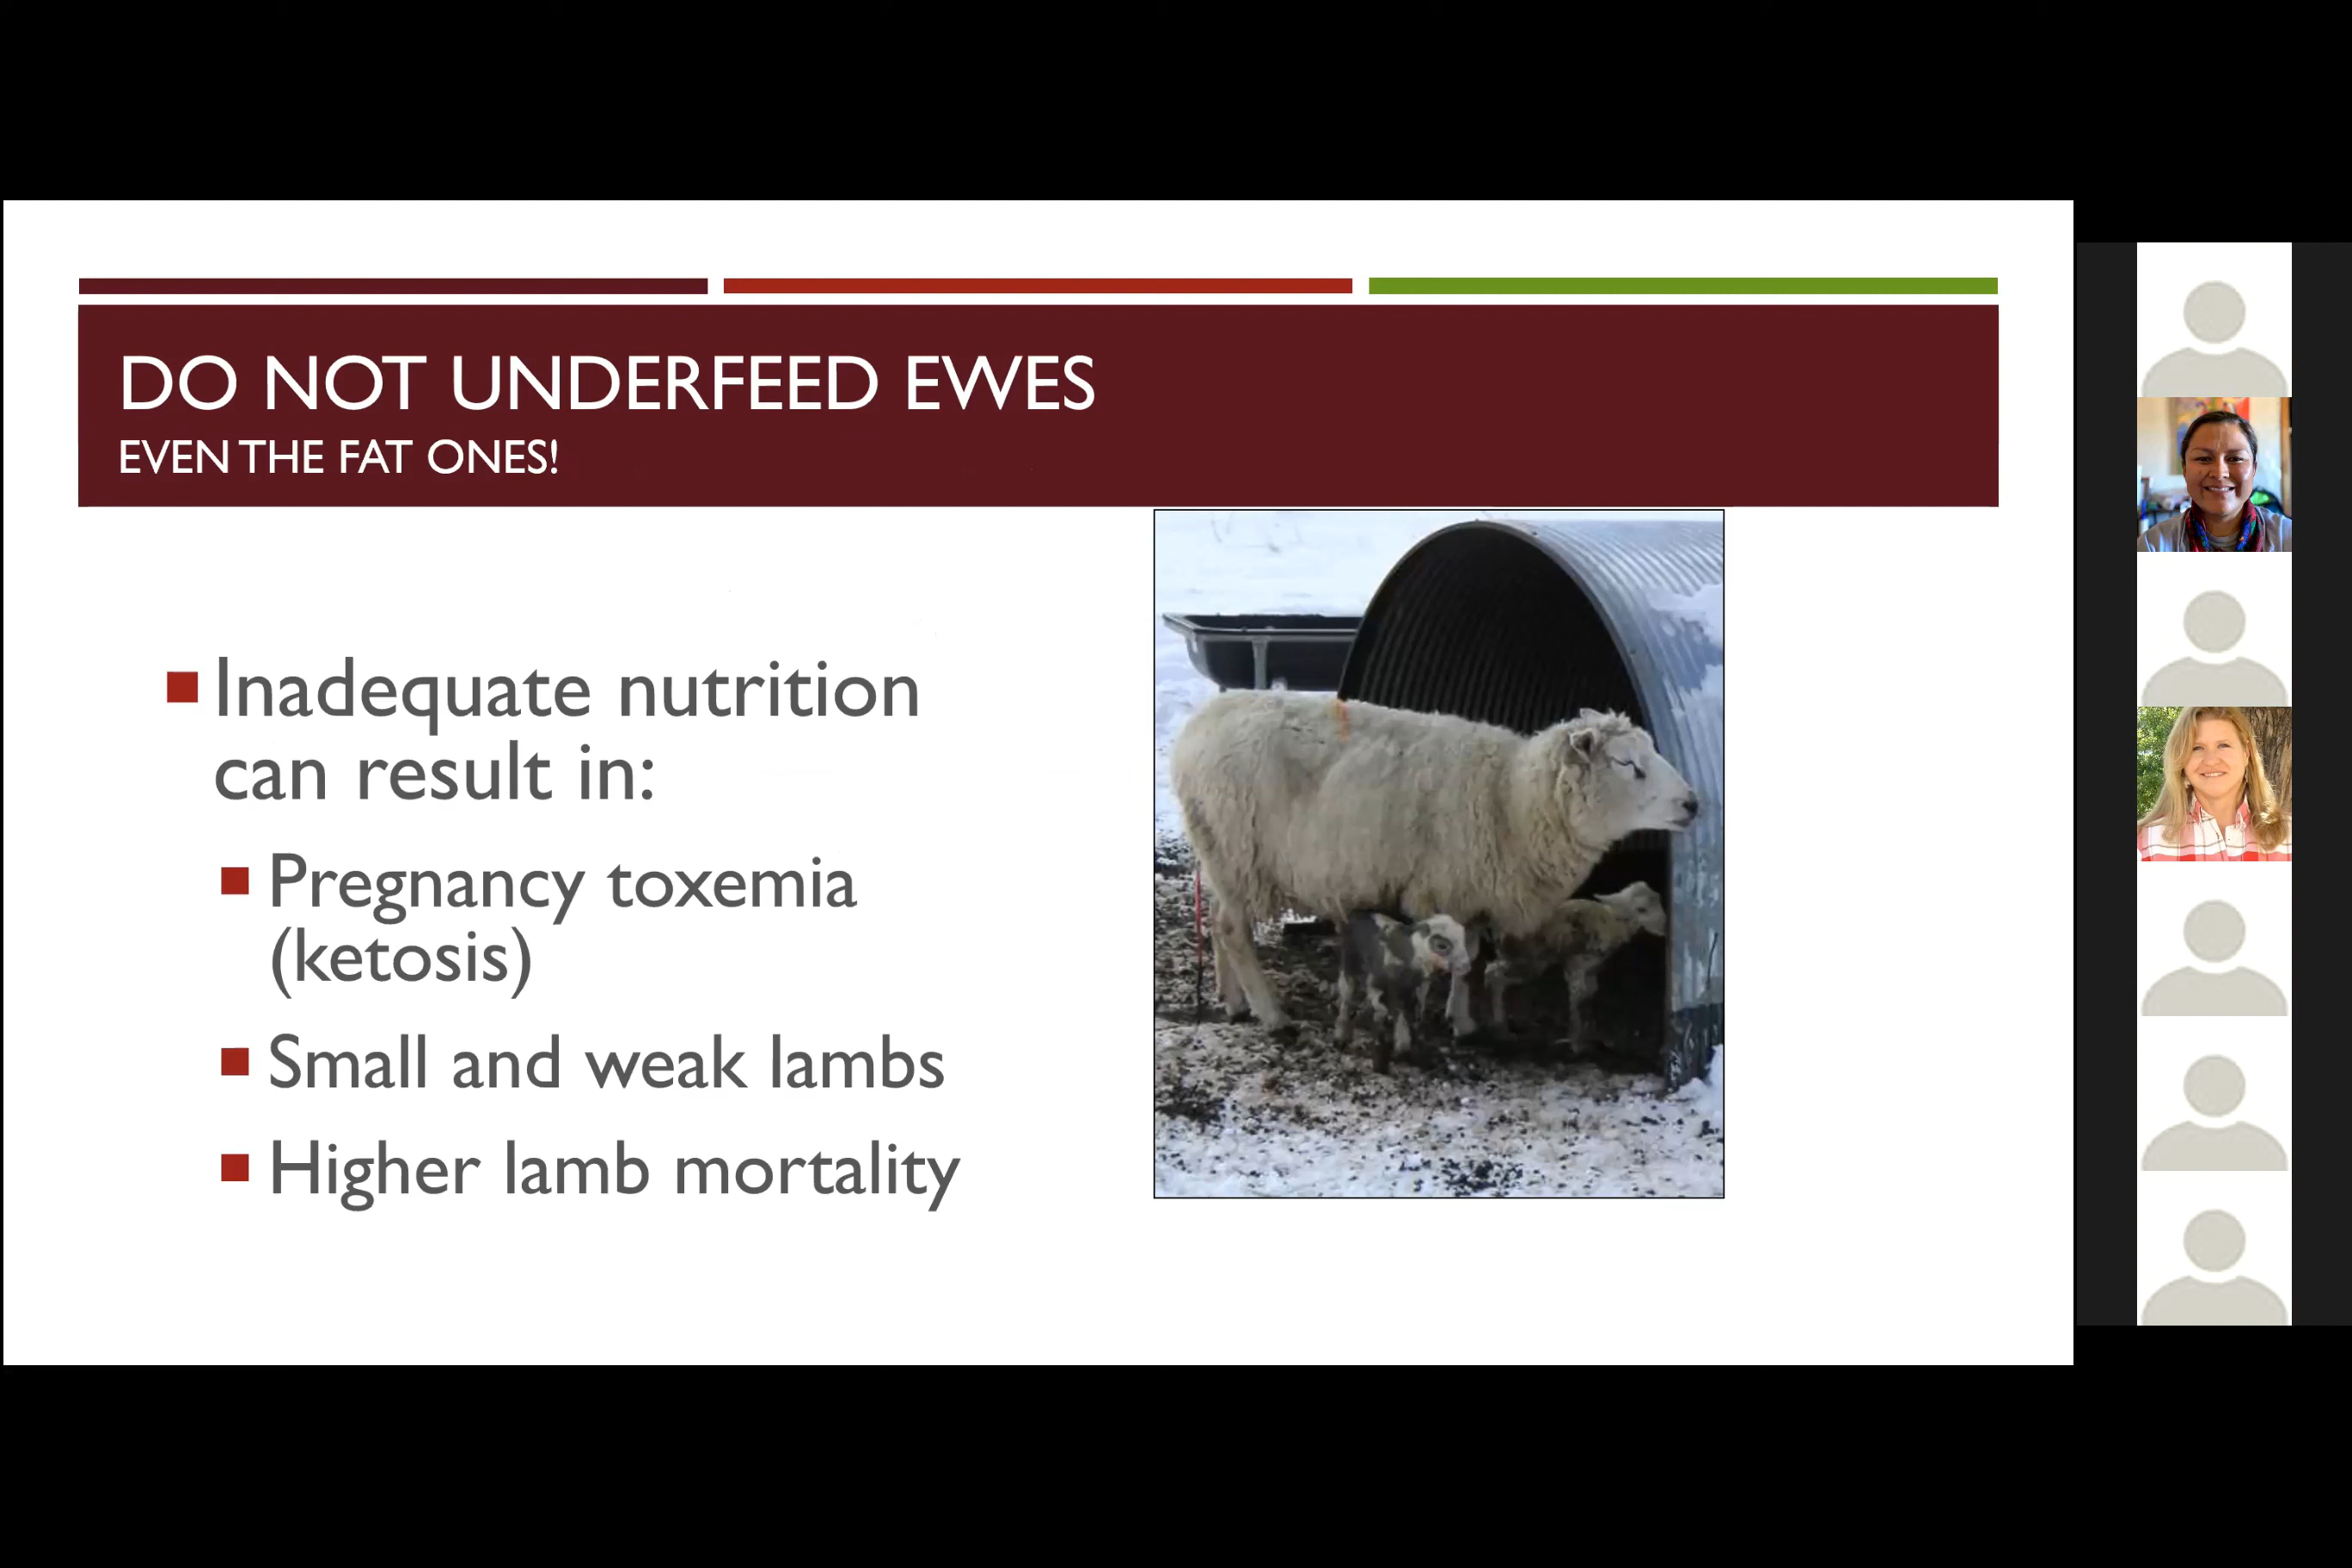 DO NOT UNDERFEED EWES
EVEN THE FAT ONES!
Inadequate nutrition
can result in:
Pregnancy toxemia
(ketosis)
Small and weak lambs
Higher lamb mortality